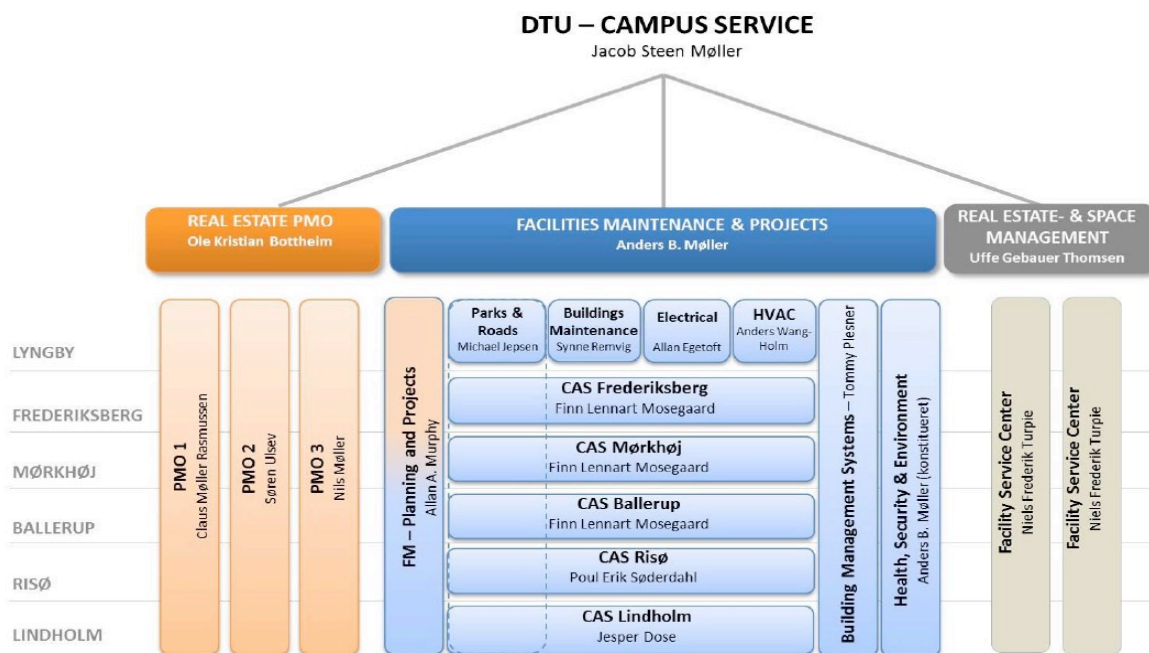 DTU – CAMPUS SERVICE
Jacob Steen Møller
REAL ESTATE PMO
Ole Kristian Bottheim
FACILITIES MAINTENANCE & PROJECTS
Anders B. Møller
REAL ESTATE- & SPACE
MANAGEMENT
Uffe Gebauer Thomsen
LYNGBY
FREDERIKSBERG
MØRKHØJ
BALLERUP
RISØ
LINDHOLM
PMO 1
Claus Møller Rasmussen
PMO 2
Søren Ulsev
PMO 3
Nils Møller
FM – Planning and Projects
Allan A. Murphy
Parks &
Roads
Michael Jepsen
Buildings
Maintenance
Synne Remvig
Electrical
Allan Egetoft
HVAC
Anders Wang-
Holm
CAS Frederiksberg
Finn Lennart Mosegaard
CAS Mørkhøj
Finn Lennart Mosegaard
CAS Ballerup
Finn Lennart Mosegaard
CAS Risø
Poul Erik Søderdahl
CAS Lindholm
Jesper Dose
Building Management Systems – Tommy Plesner
Health, Security & Environment
Anders B. Møller (konstitueret)
Facility Service Center
Niels Frederik Turpie
Facility Service Center
Niels Frederik Turpie